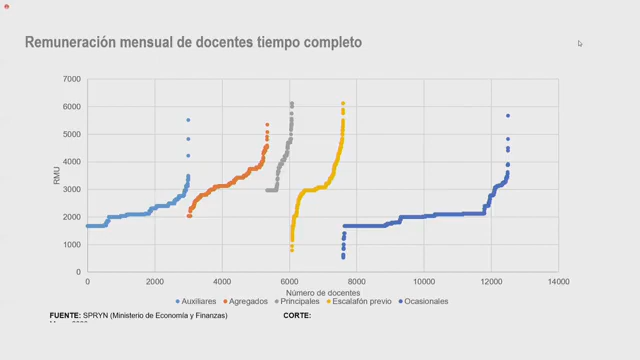 Remuneración mensual de docentes tiempo completo
7000
6000
5000
4000
3000
2000
1000
0
RMU
0 2000 4000 6000 8000 10000 12000 14000
Número de docentes
Auxiliares Agregados Principales Escalafón previo Ocasionales
FUENTE: SPRYN (Ministerio de Economía y Finanzas) CORTE: